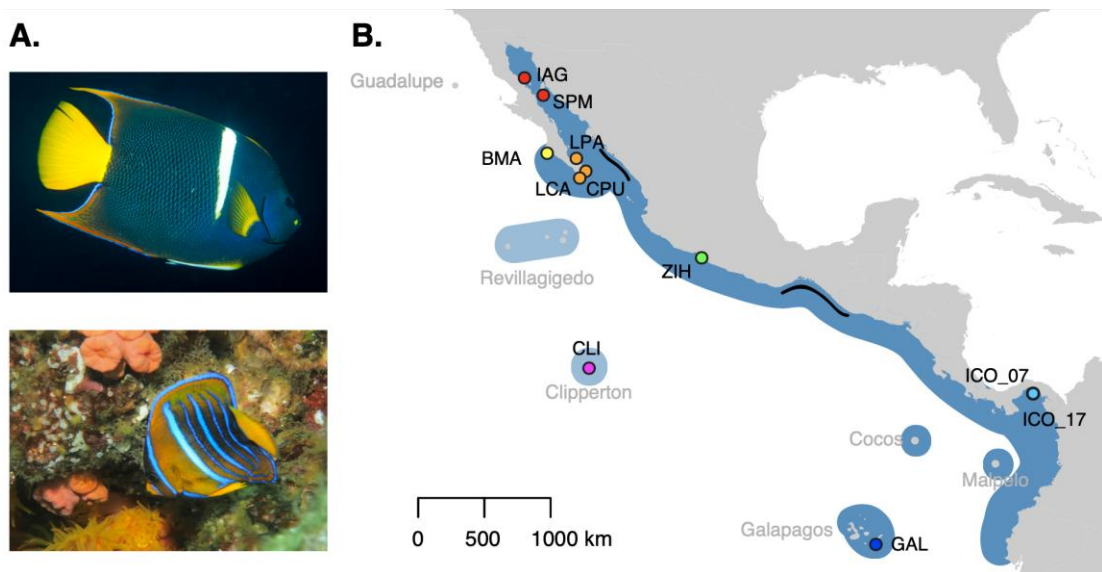 A.
B.
Guadalupe
IAG
SPM
LPA
BMA
LCA
CPU
Revillagigedo
ZIH
CLI
Clipperton
ICO_07
ICO_17
Cocos
Malpelo
Galapagos
GAL
0 500 1000 km